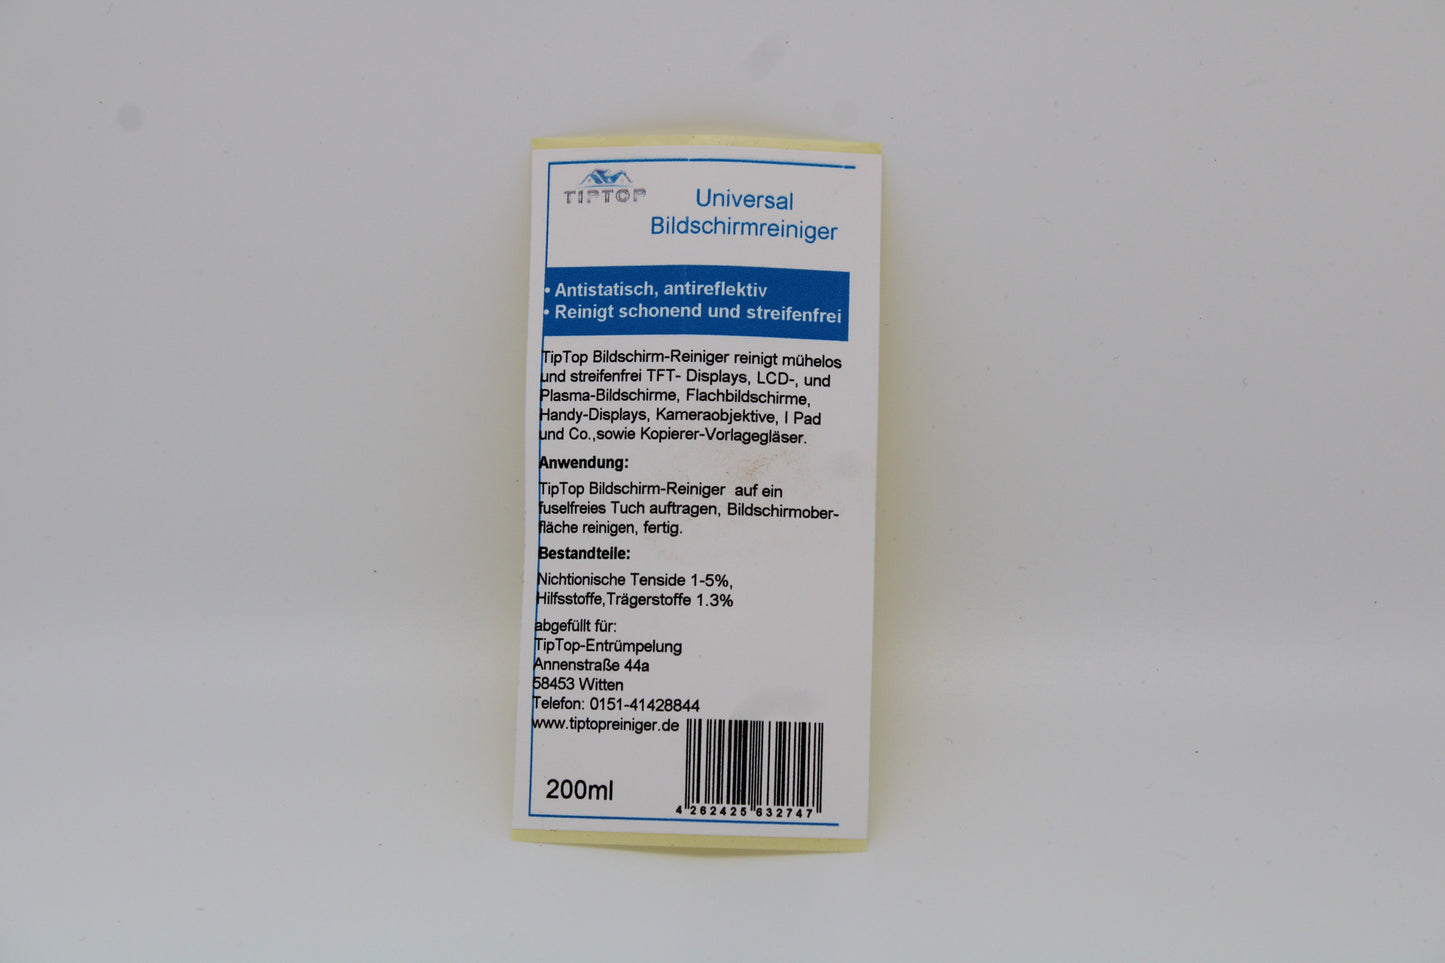 TIPTOP
Universal
Bildschirmreiniger
• Antistatisch, antireflektiv
• Reinigt schonend und streifenfrei
TipTop Bildschirm-Reiniger reinigt mühelos
und streifenfrei TFT- Displays, LCD-, und
Plasma-Bildschirme, Flachbildschirme,
Handy-Displays, Kameraobjektive, I Pad
und Co.,sowie Kopierer-Vorlagegläser.
Anwendung:
TipTop Bildschirm-Reiniger  auf ein
fuselfreies Tuch auftragen, Bildschirmober-
fläche reinigen, fertig.
Bestandteile:
Nichtionische Tenside 1-5%,
Hilfsstoffe,Trägerstoffe 1.3%
abgefüllt für:
TipTop-Entrümpelung
Annenstraße 44a
58453 Witten
Telefon: 0151-41428844
www.tiptopreiniger.de
200ml
4 262425 632747